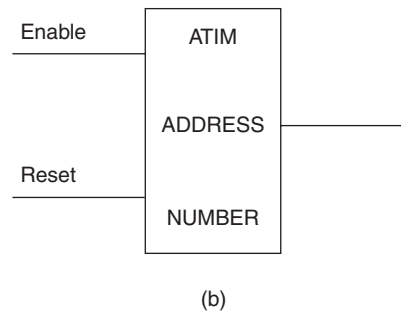 Enable
ATIM
ADDRESS
Reset
NUMBER
(b)